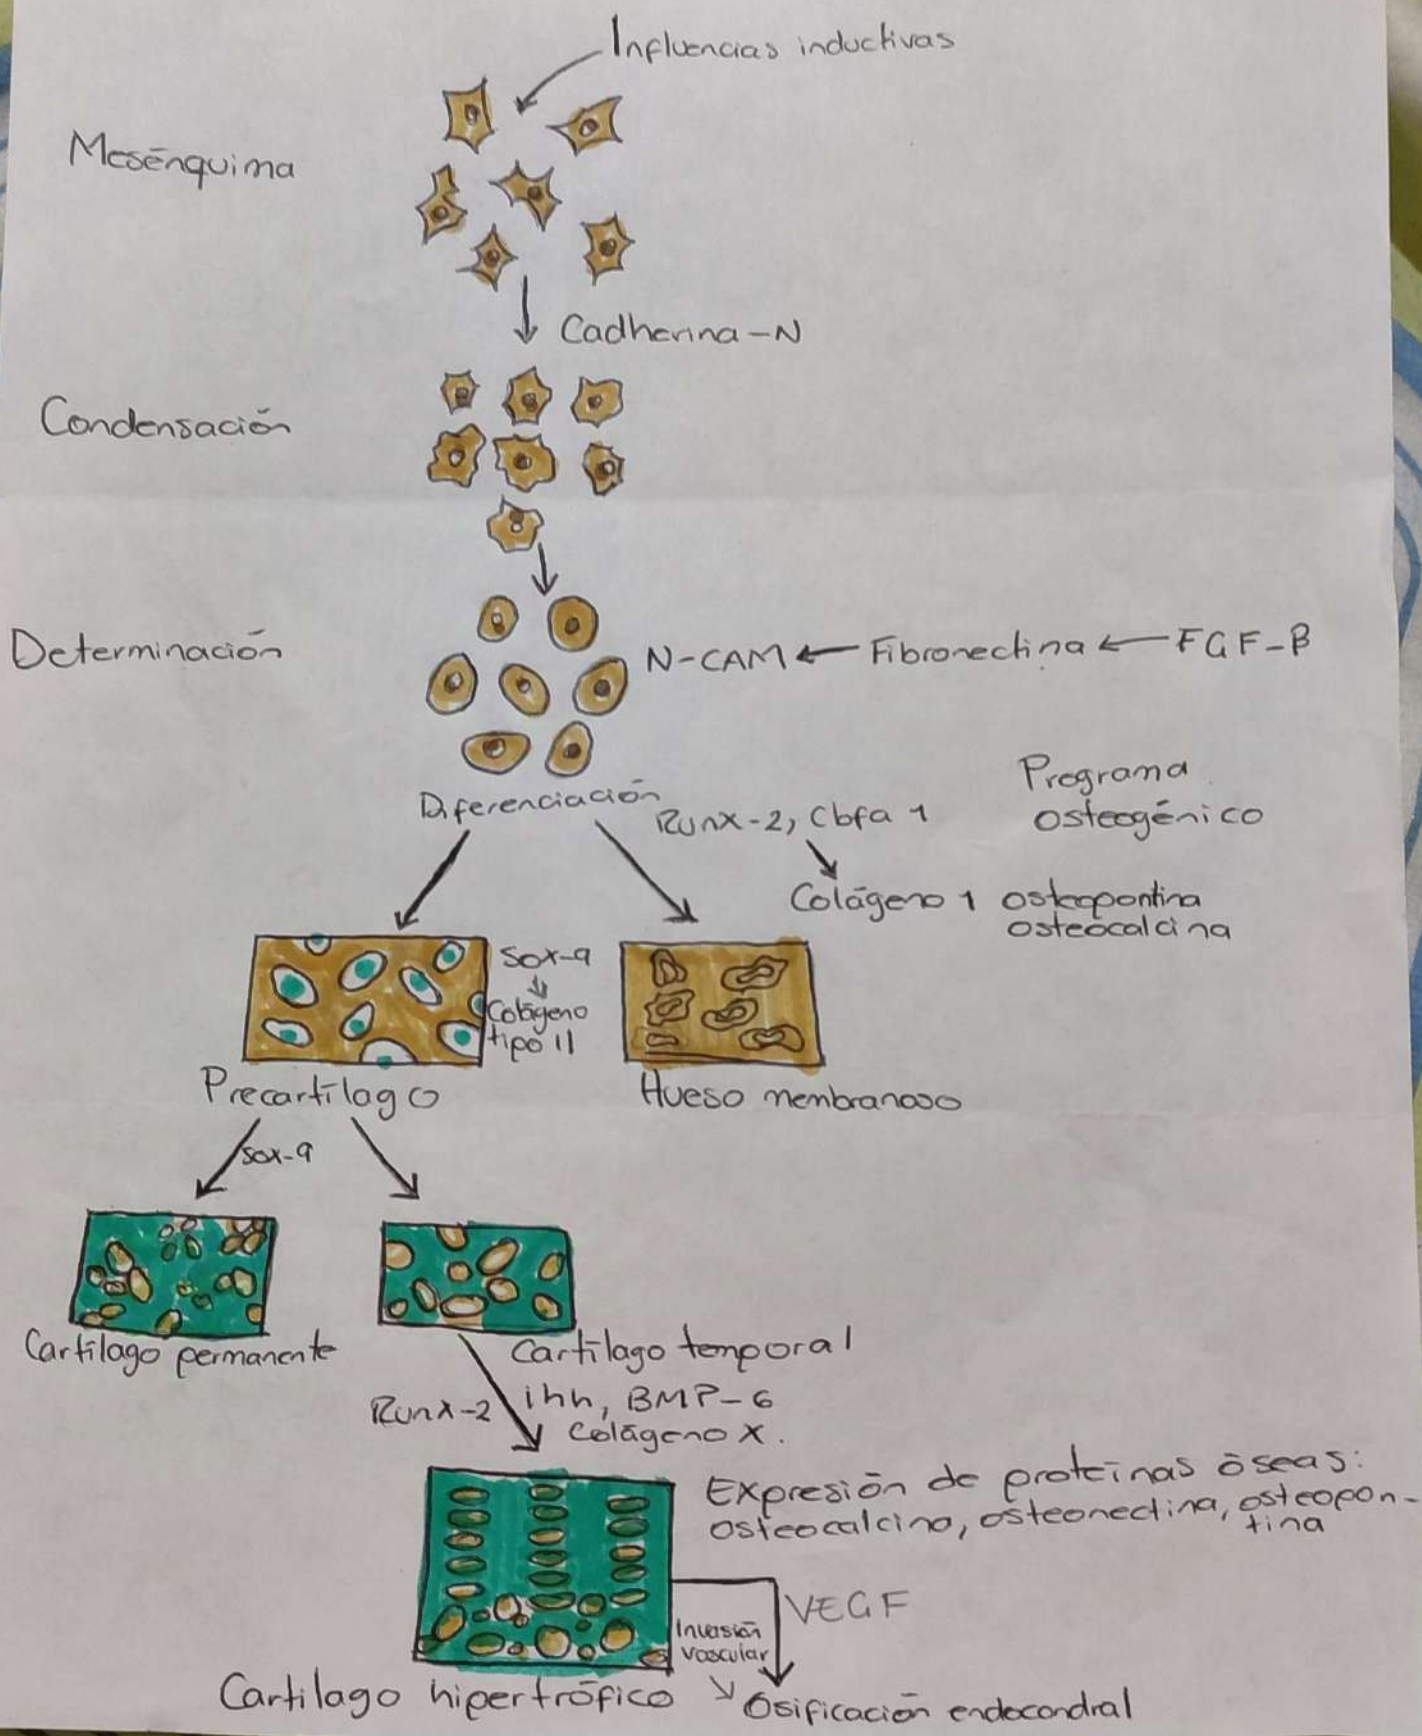 Influencias inductivas
Mesénquima
Cadherina-N
Condensación
Determinación
N-CAM ← Fibronectina ← FGF-β
Diferenciación
Runx-2, Cbfa 1
Programa
osteogénico
Colágeno 1 osteopontina
osteocalcina
Sox-9
Colágeno
tipo II
Precartílago
Hueso membranoso
Sox-9
Cartílago permanente
Cartílago temporal
Runx-2
ihh, BMP-6
Colágeno X.
Expresión de proteínas óseas:
osteocalcina, osteonectina, osteopon-
tina
VEGF
Invasión
vascular
Cartilago hipertrófico
Osificación endocondral